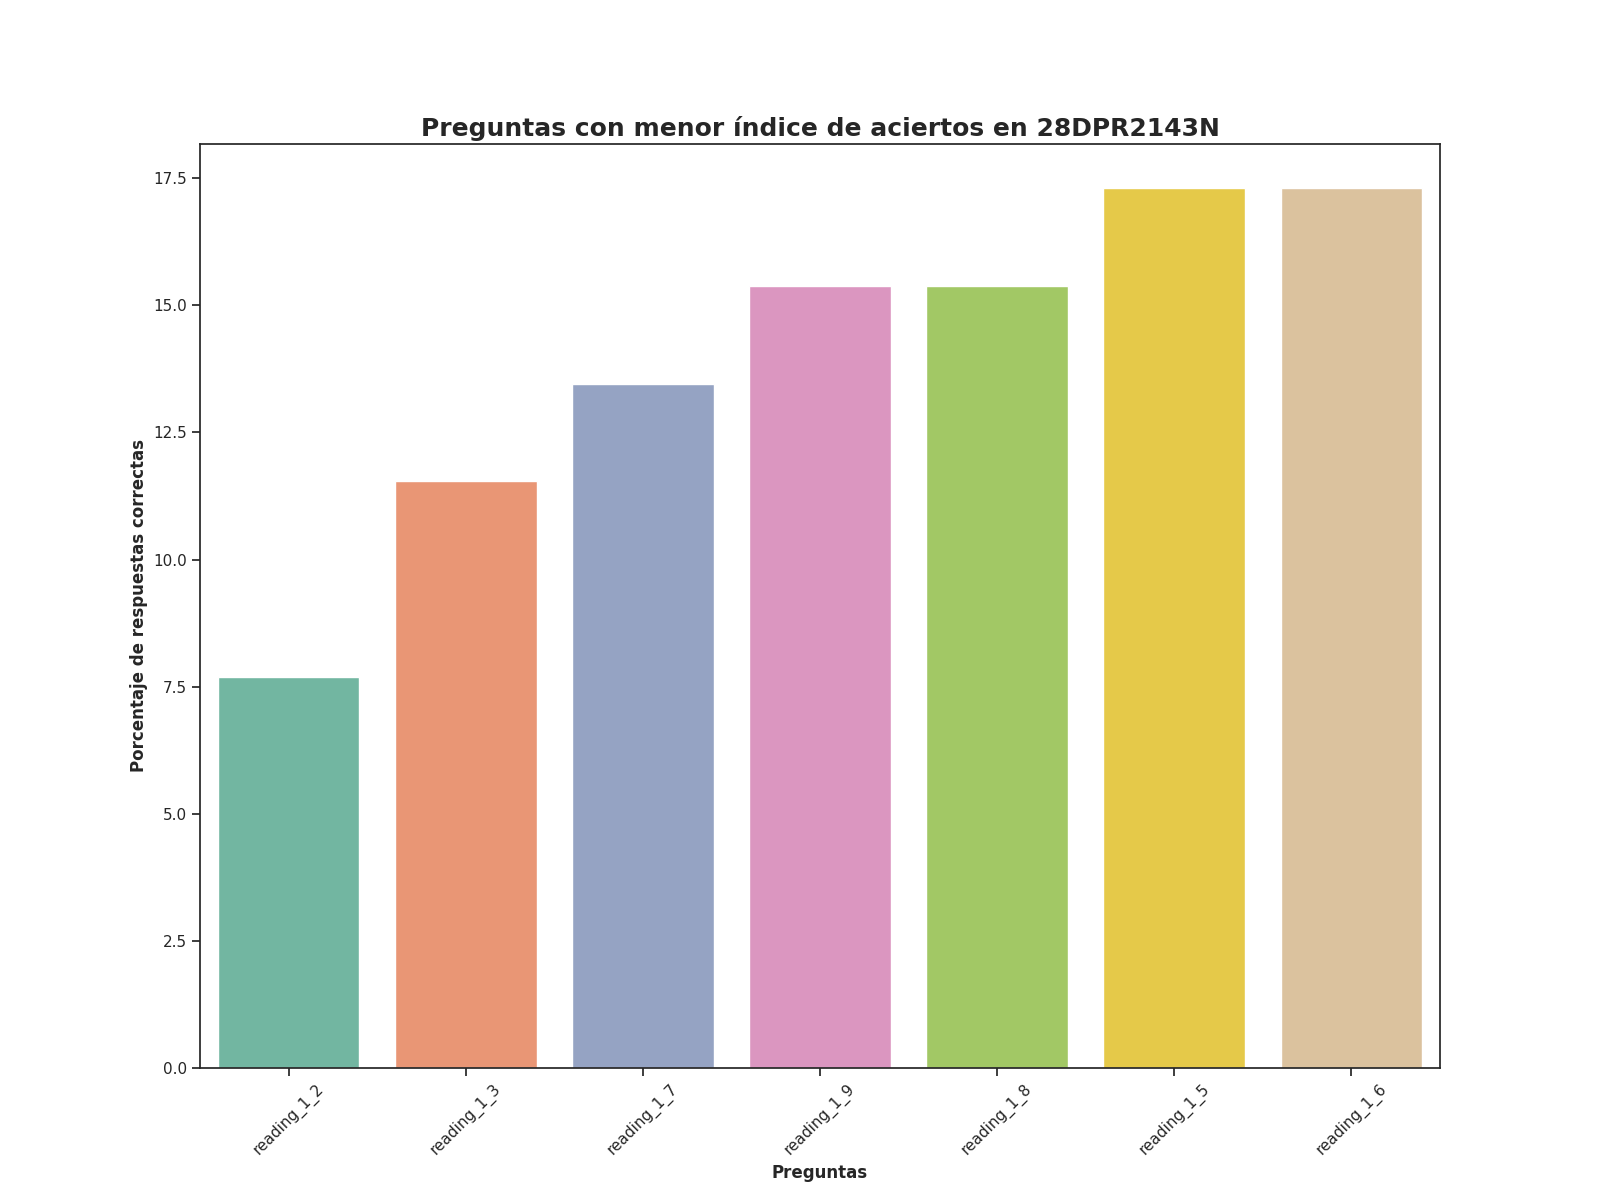 Preguntas con menor índice de aciertos en 28DPR2143N
Porcentaje de respuestas correctas
17.5
15.0
12.5
10.0
7.5
5.0
2.5
0.0
reading_1_2
reading_1_3
reading_1_7
reading_1_9
reading_1_8
reading_1_5
reading_1_6
Preguntas